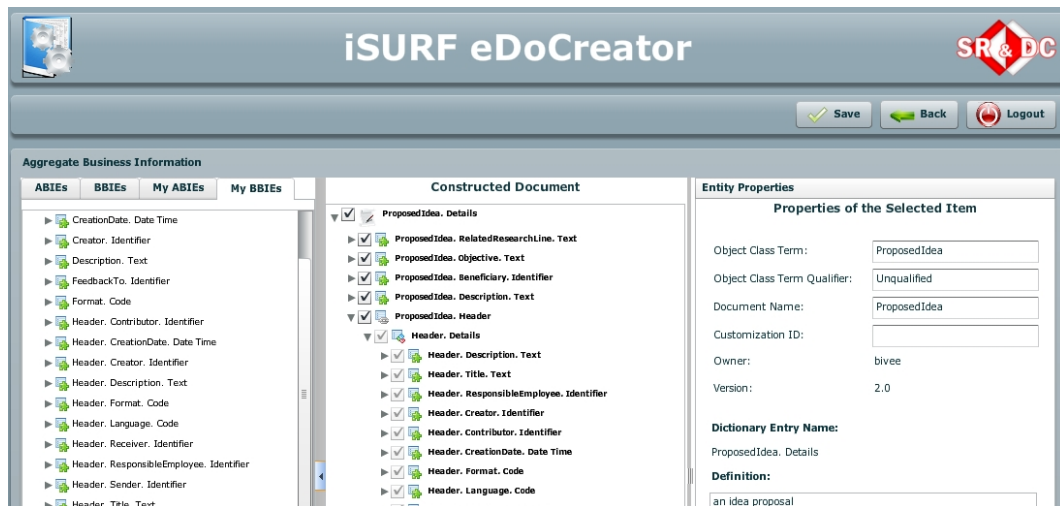 iSURF eDoCreator
SR&DC
Save
Back
Logout
Aggregate Business Information
ABIEs
BBIEs
My ABIEs
My BBIEs
CreationDate. Date Time
Creator. Identifier
Description. Text
FeedbackTo. Identifier
Format. Code
Header. Contributor. Identifier
Header. CreationDate. Date Time
Header. Creator. Identifier
Header. Description. Text
Header. Format. Code
Header. Language. Code
Header. Receiver. Identifier
Header. ResponsibleEmployee. Identifier
Header. Sender. Identifier
Header. Title. Text
Constructed Document
ProposedIdea. Details
ProposedIdea. RelatedResearchLine. Text
ProposedIdea. Objective. Text
ProposedIdea. Beneficiary. Identifier
ProposedIdea. Description. Text
ProposedIdea. Header
Header. Details
Header. Description. Text
Header. Title. Text
Header. ResponsibleEmployee. Identifier
Header. Creator. Identifier
Header. Contributor. Identifier
Header. CreationDate. Date Time
Header. Format. Code
Header. Language. Code
Entity Properties
Properties of the Selected Item
Object Class Term: ProposedIdea
Object Class Term Qualifier: Unqualified
Document Name: ProposedIdea
Customization ID:
Owner: bivee
Version: 2.0
Dictionary Entry Name:
ProposedIdea. Details
Definition:
an idea proposal